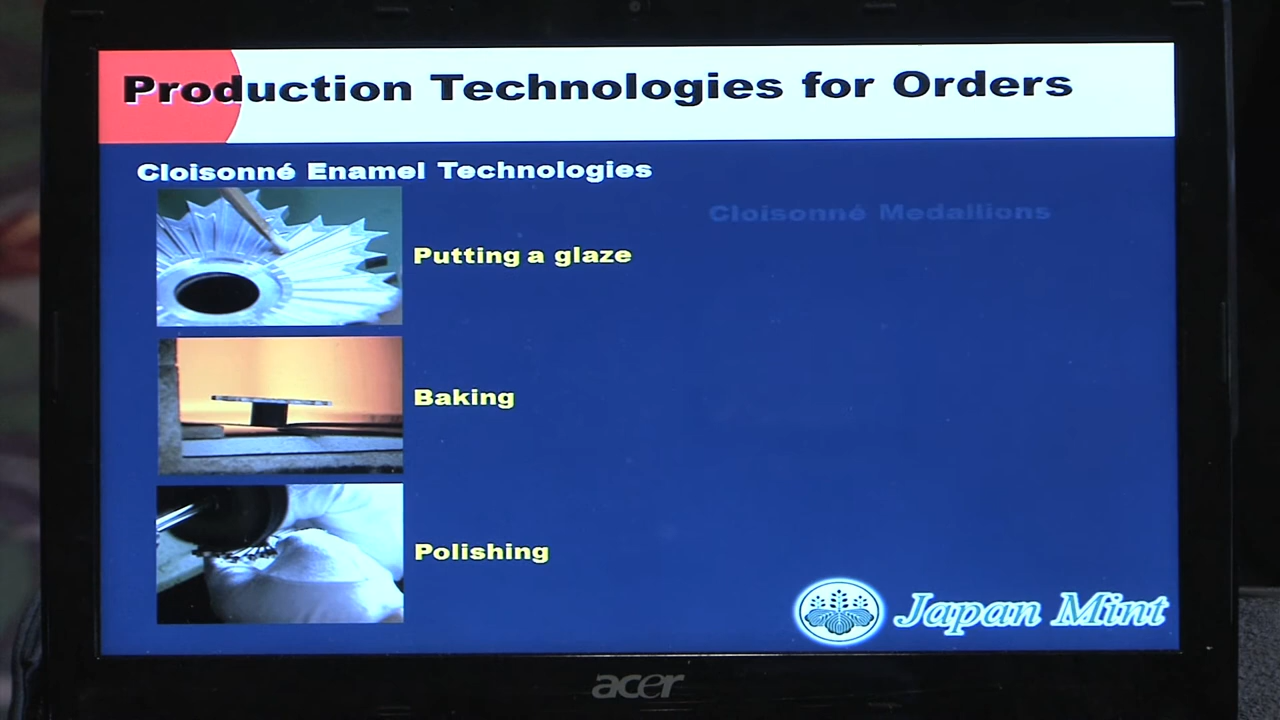 Production Technologies for Orders
Cloisonné Enamel Technologies
Cloisonné Medallions
Putting a glaze
Baking
Polishing
Japan Mint
acer